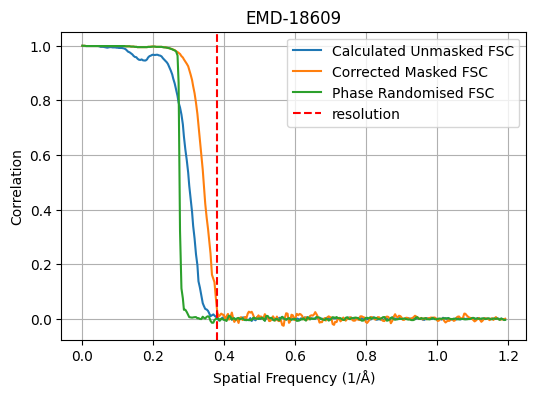 EMD-18609
Calculated Unmasked FSC
Corrected Masked FSC
Phase Randomised FSC
resolution
Correlation
1.0
0.8
0.6
0.4
0.2
0.0
0.0 0.2 0.4 0.6 0.8 1.0 1.2
Spatial Frequency (1/Å)